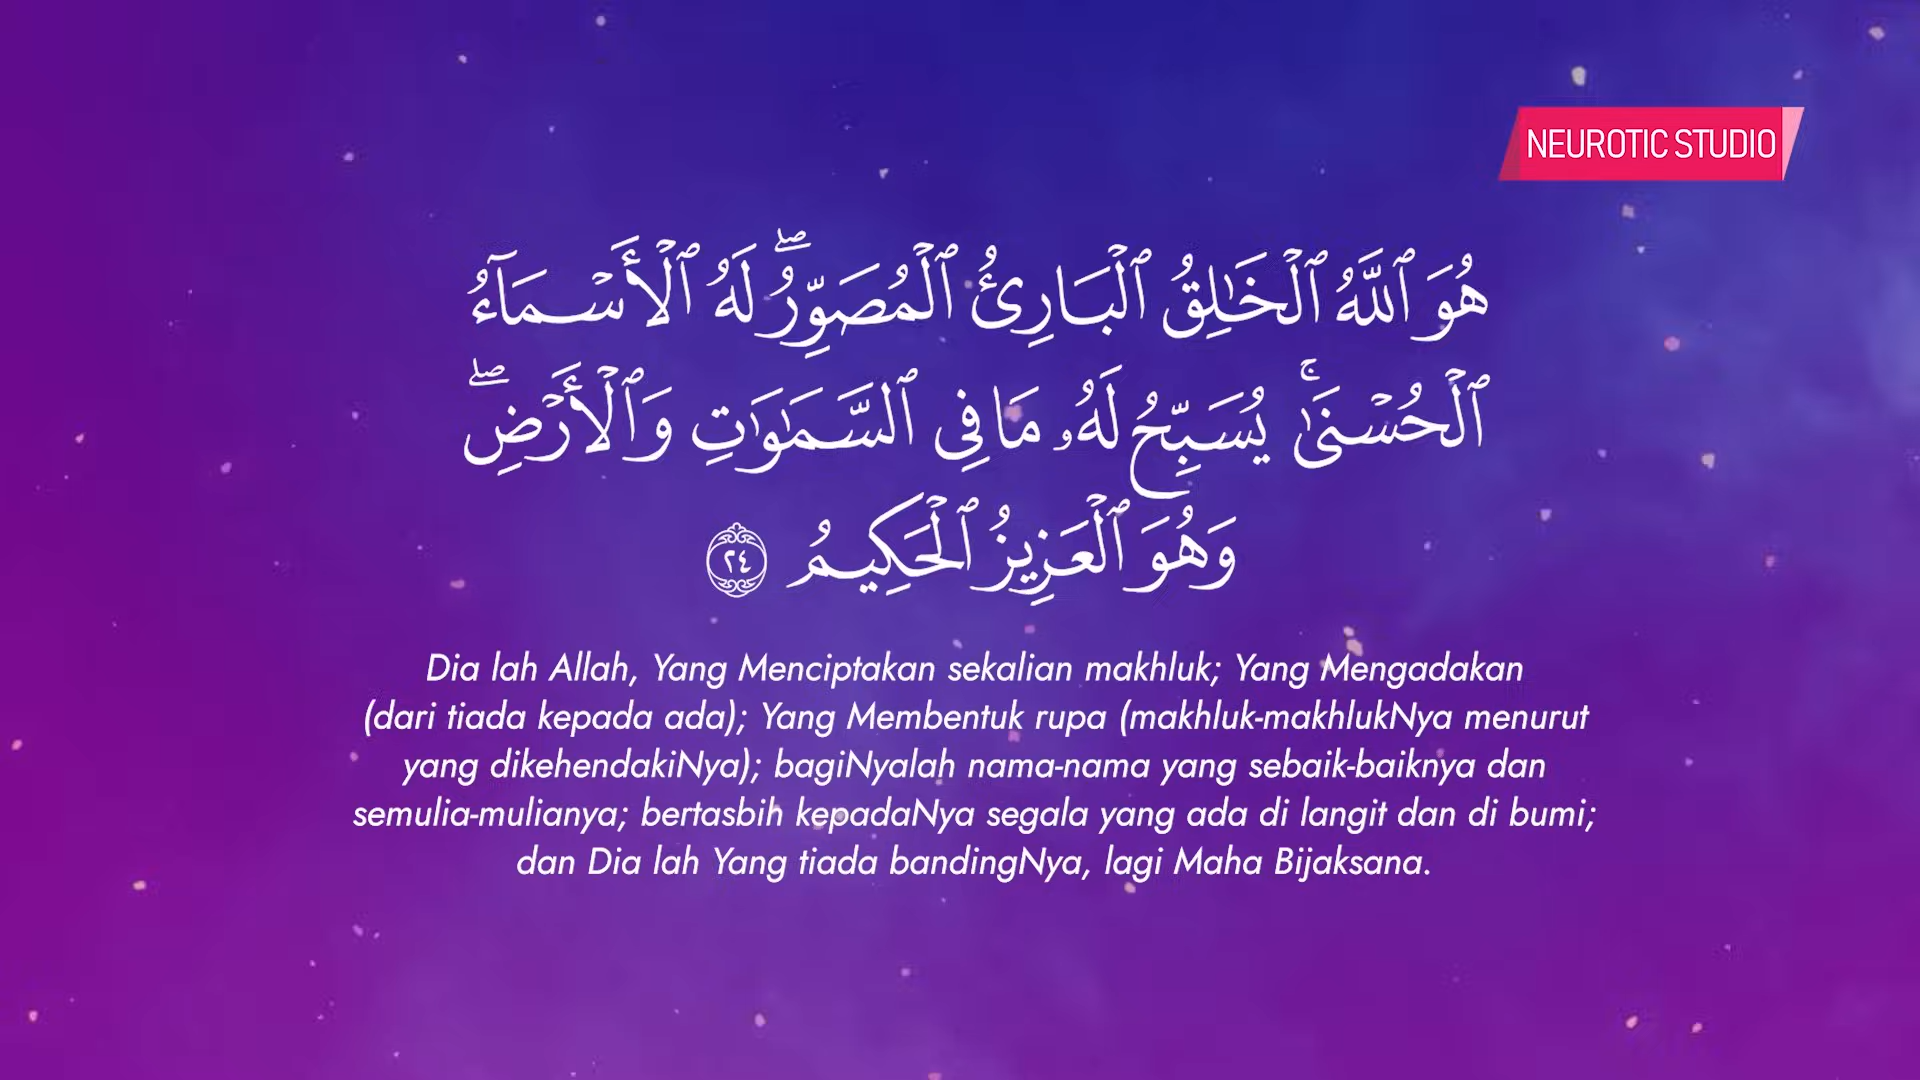 NEUROTIC STUDIO
هُوَ ٱللَّهُ ٱلْخَـٰلِقُ ٱلْبَارِئُ ٱلْمُصَوِّرُ ۖ لَهُ ٱلْأَسْمَآءُ
ٱلْحُسْنَىٰ ۚ يُسَبِّحُ لَهُۥ مَا فِى ٱلسَّمَـٰوَٰتِ وَٱلْأَرْضِ ۖ
وَهُوَ ٱلْعَزِيزُ ٱلْحَكِيمُ ٢٤
Dia lah Allah, Yang Menciptakan sekalian makhluk; Yang Mengadakan
(dari tiada kepada ada); Yang Membentuk rupa (makhluk-makhlukNya menurut
yang dikehendakiNya); bagiNyalah nama-nama yang sebaik-baiknya dan
semulia-mulianya; bertasbih kepadaNya segala yang ada di langit dan di bumi;
dan Dia lah Yang tiada bandingNya, lagi Maha Bijaksana.